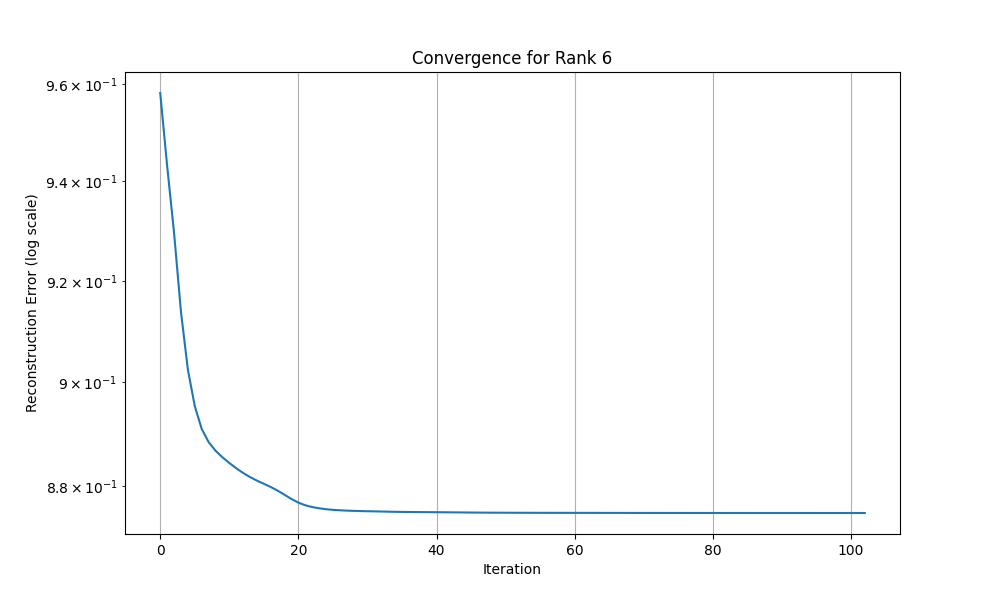 Convergence for Rank 6
Reconstruction Error (log scale)
9.6 × 10⁻¹
9.4 × 10⁻¹
9.2 × 10⁻¹
9 × 10⁻¹
8.8 × 10⁻¹
0 20 40 60 80 100
Iteration